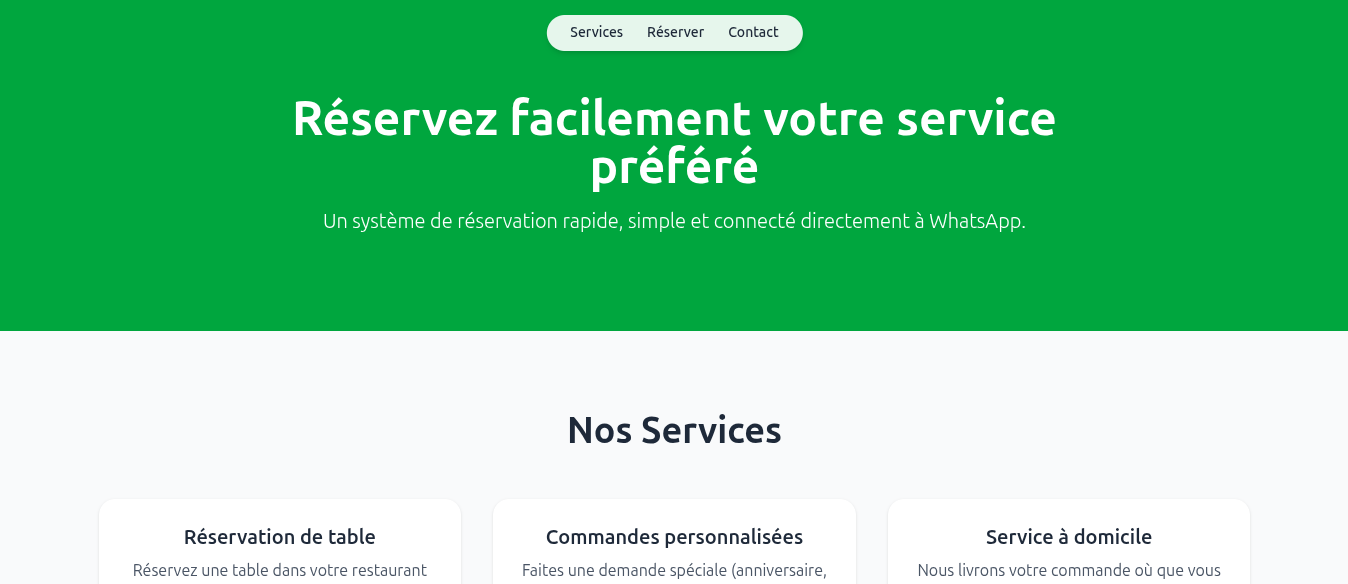 Services Réserver Contact
Réservez facilement votre service
préféré
Un système de réservation rapide, simple et connecté directement à WhatsApp.
Nos Services
Réservation de table
Réservez une table dans votre restaurant
Commandes personnalisées
Faites une demande spéciale (anniversaire,
Service à domicile
Nous livrons votre commande où que vous